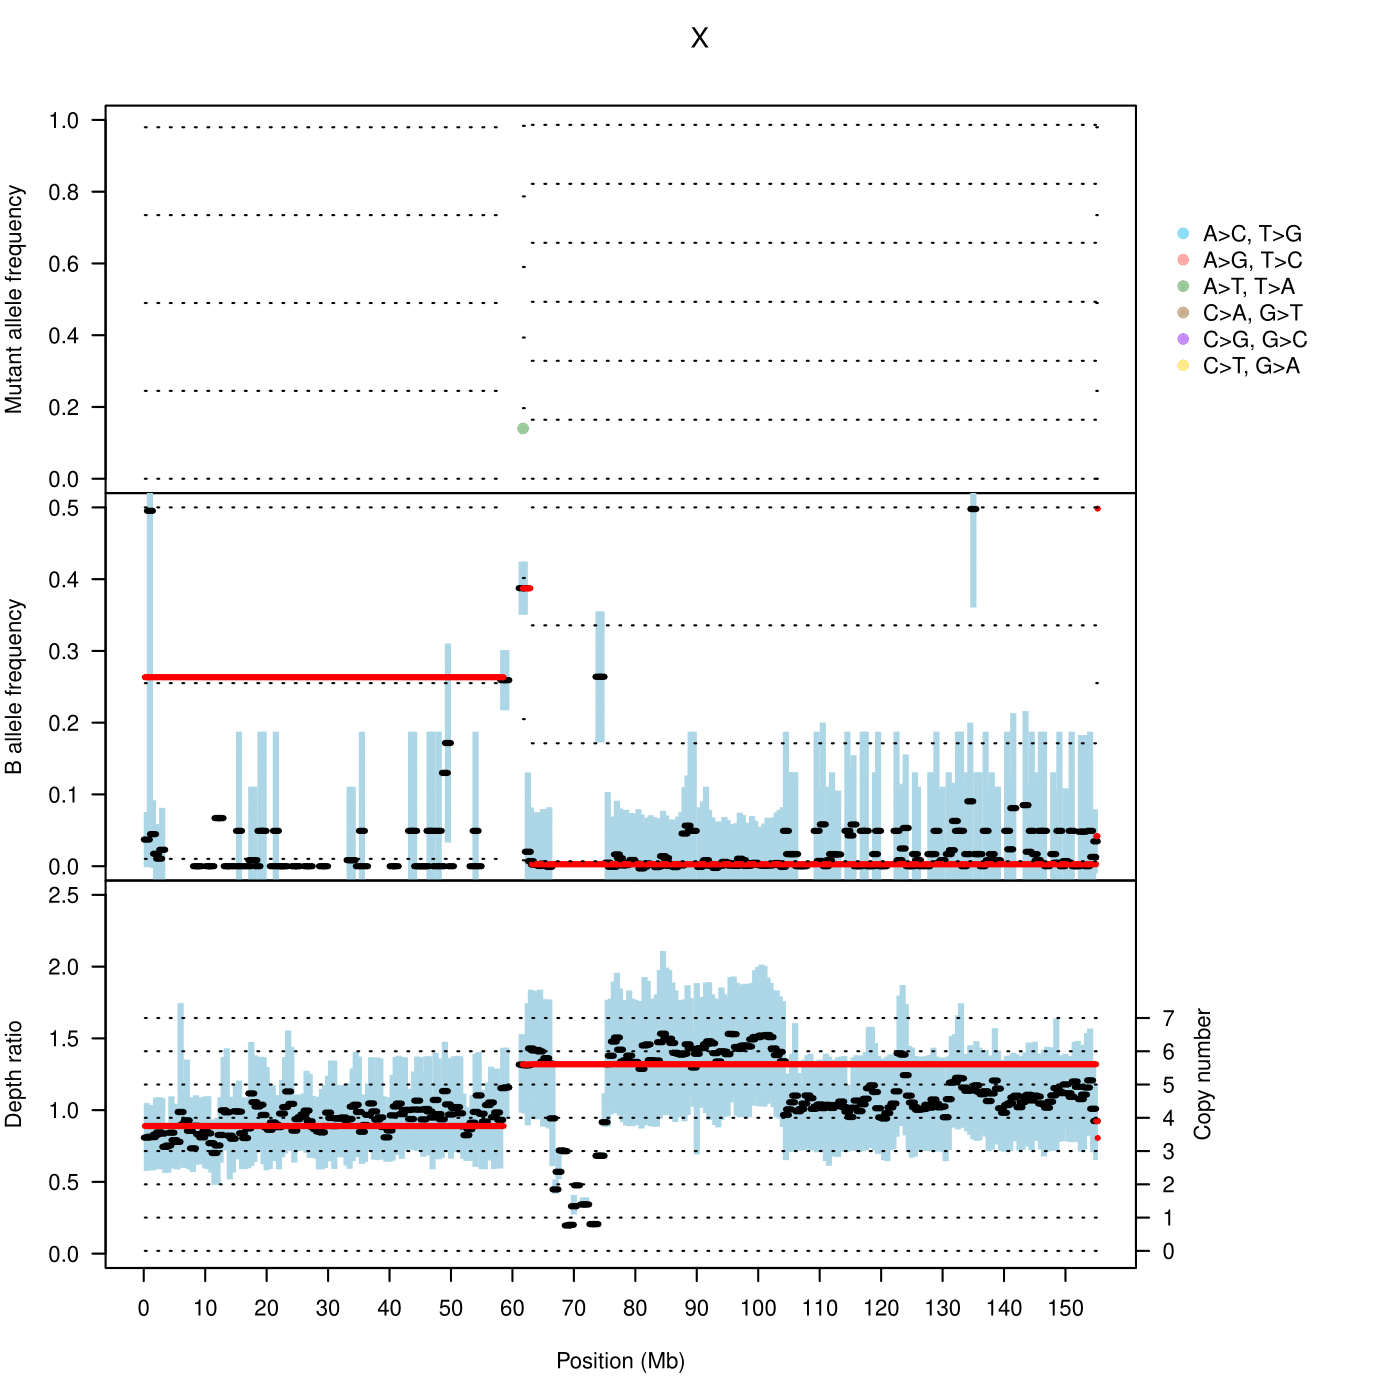 X
Mutant allele frequency
1.0
0.8
0.6
0.4
0.2
0.0
A>C, T>G
A>G, T>C
A>T, T>A
C>A, G>T
C>G, G>C
C>T, G>A
B allele frequency
0.5
0.4
0.3
0.2
0.1
0.0
Depth ratio
2.5
2.0
1.5
1.0
0.5
0.0
7
6
5
4
3
2
1
0
Copy number
0 10 20 30 40 50 60 70 80 90 100 110 120 130 140 150
Position (Mb)